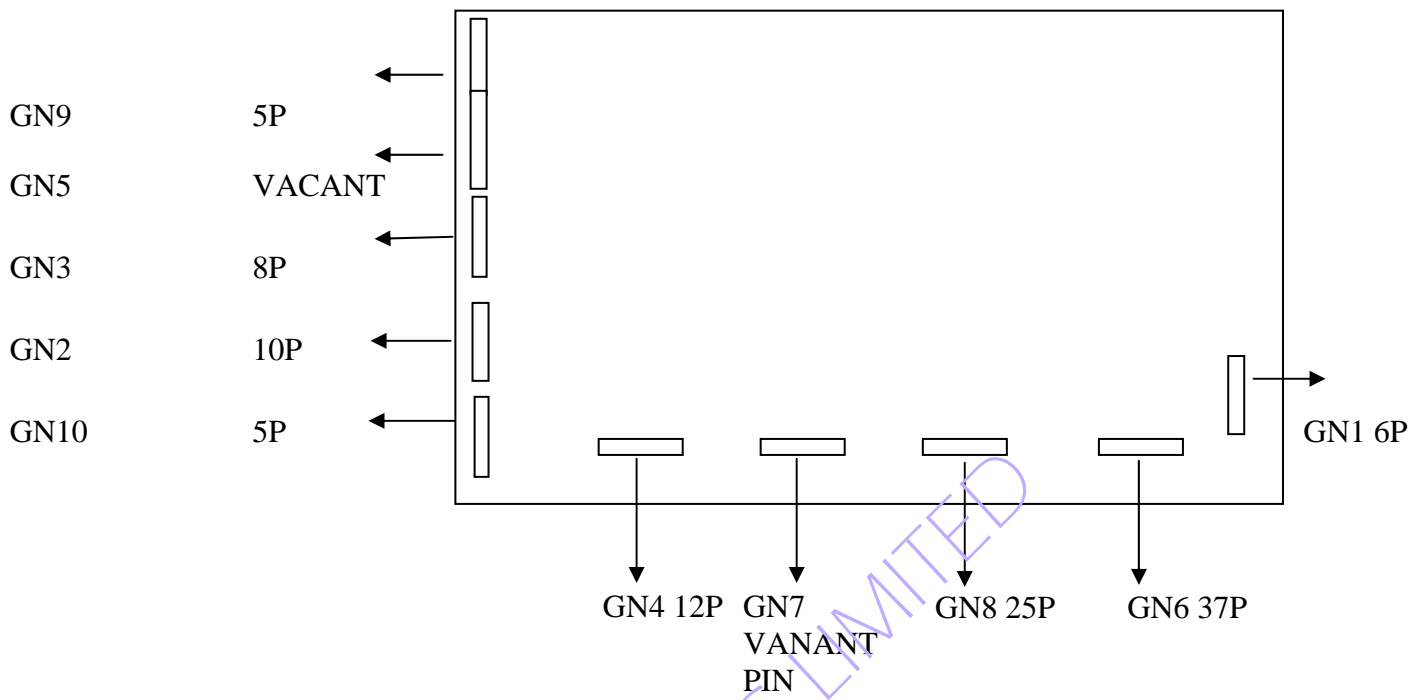 GN9 5P
GN5 VACANT
GN3 8P
GN2 10P
GN10 5P
GN1 6P
GN4 12P
GN7
VANANT
PIN
GN8 25P
GN6 37P
LIMITED